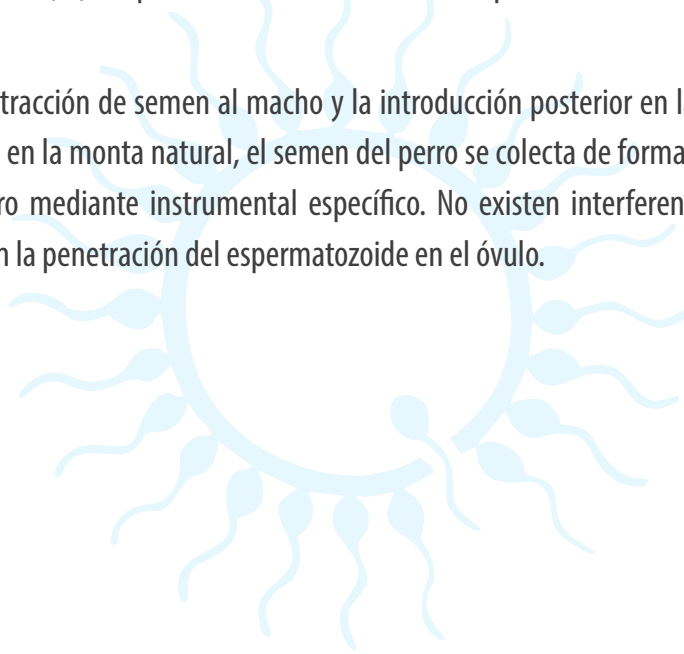 tracción de semen al macho y la introducción posterior en l
en la monta natural, el semen del perro se colecta de forma
ro mediante instrumental específico. No existen interferen
n la penetración del espermatozoide en el óvulo.